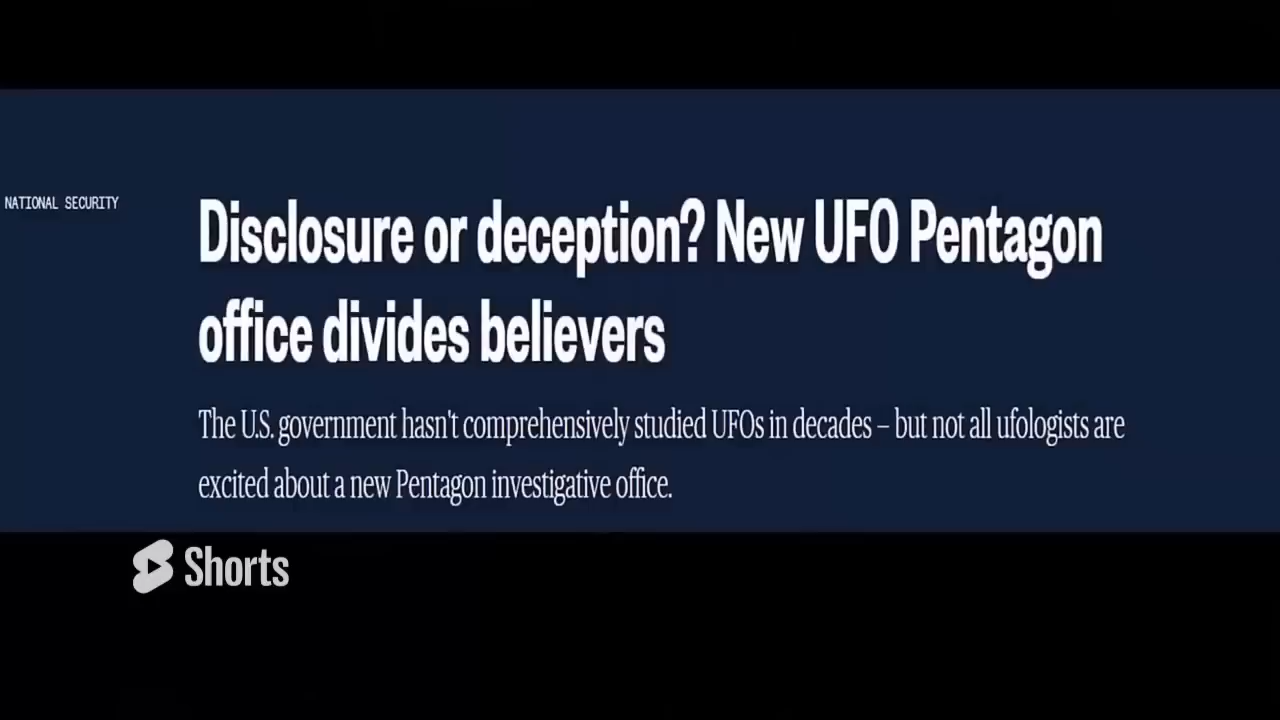 NATIONAL SECURITY
Disclosure or deception? New UFO Pentagon
office divides believers
The U.S. government hasn't comprehensively studied UFOs in decades – but not all ufologists are
excited about a new Pentagon investigative office.
Shorts